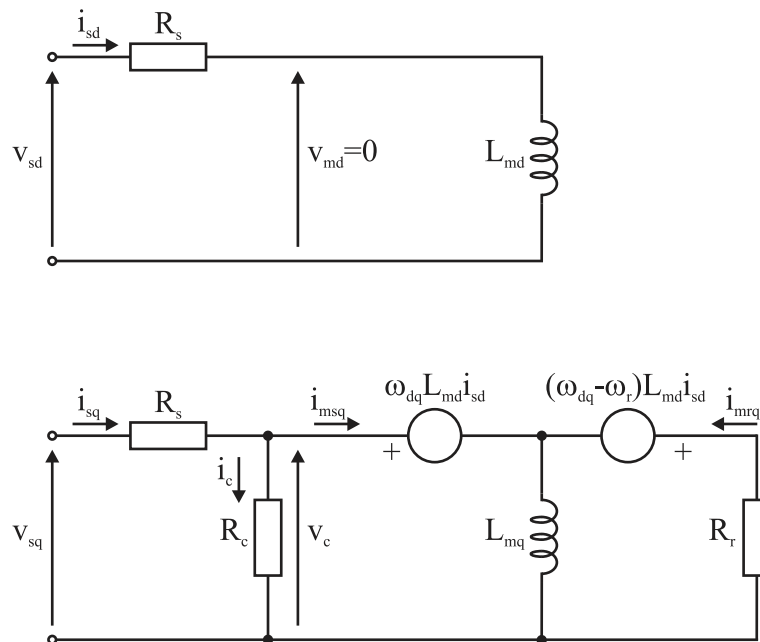 i_sd
R_s
v_sd
v_md=0
L_md
i_sq
R_s
i_msq
ω_dq L_md i_sd
(ω_dq-ω_r)L_md i_sd
i_mrq
+
+
i_c
v_sq
R_c
v_c
L_mq
R_r